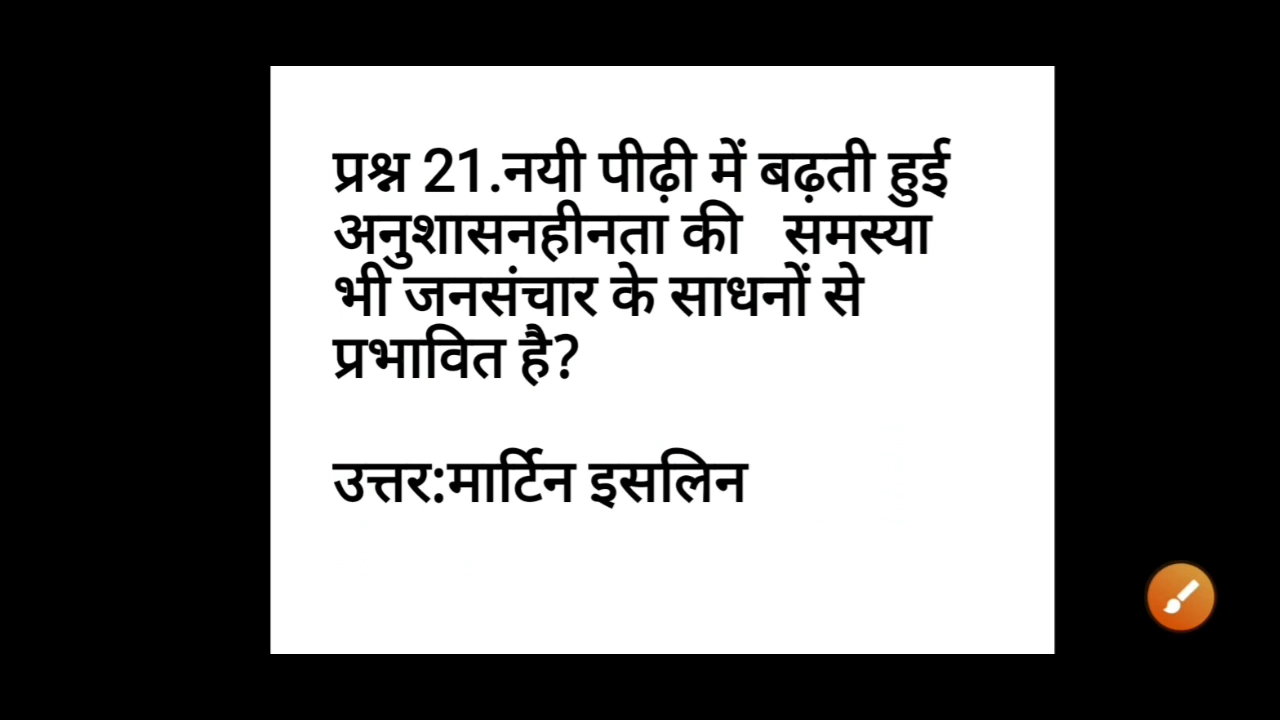 प्रश्न 21.नयी पीढ़ी में बढ़ती हुई
अनुशासनहीनता की समस्या
भी जनसंचार के साधनों से
प्रभावित है?
उत्तर:मार्टिन इसलिन